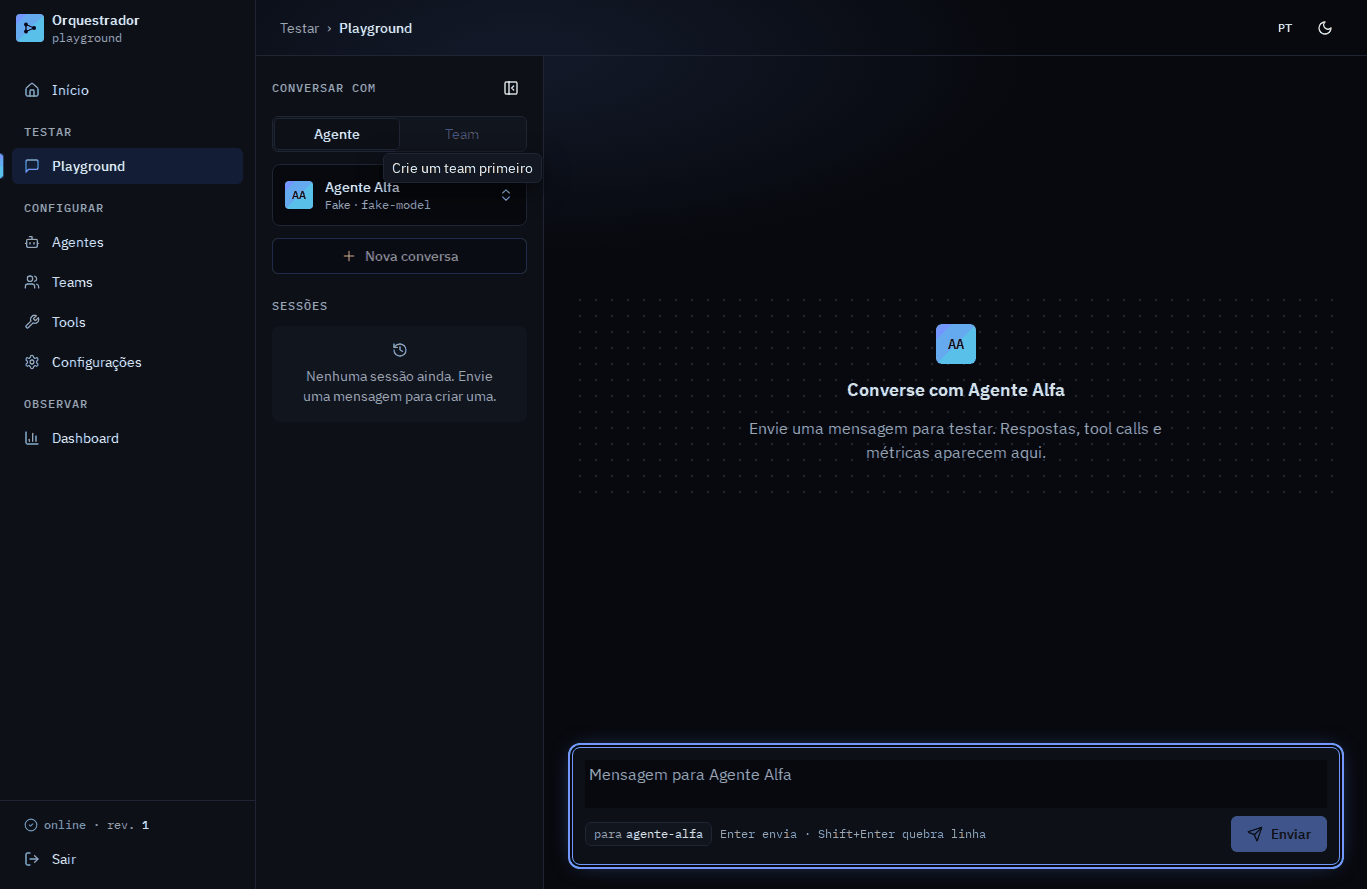 Orquestrador
playground
Início
TESTAR
Playground
CONFIGURAR
Agentes
Teams
Tools
Configurações
OBSERVAR
Dashboard
online · rev. 1
Sair
Testar › Playground
PT
CONVERSAR COM
Agente
Team
Crie um team primeiro
AA
Agente Alfa
Fake · fake-model
Nova conversa
SESSÕES
Nenhuma sessão ainda. Envie
uma mensagem para criar uma.
AA
Converse com Agente Alfa
Envie uma mensagem para testar. Respostas, tool calls e
métricas aparecem aqui.
Mensagem para Agente Alfa
para agente-alfa
Enter envia · Shift+Enter quebra linha
Enviar